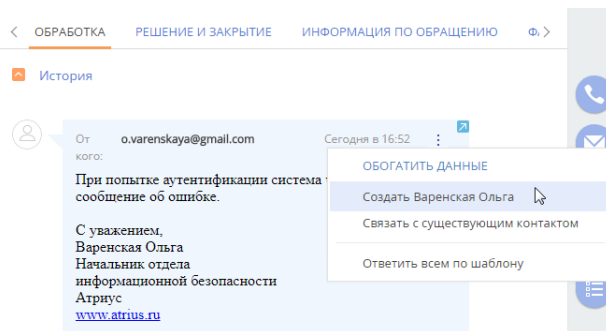 ОБРАБОТКА РЕШЕНИЕ И ЗАКРЫТИЕ ИНФОРМАЦИЯ ПО ОБРАЩЕНИЮ
История
От кого: o.varenskaya@gmail.com Сегодня в 16:52
ОБОГАТИТЬ ДАННЫЕ
Создать Варенская Ольга
Связать с существующим контактом
Ответить всем по шаблону
При попытке аутентификации система
сообщение об ошибке.
С уважением,
Варенская Ольга
Начальник отдела
информационной безопасности
Атриус
www.atrius.ru